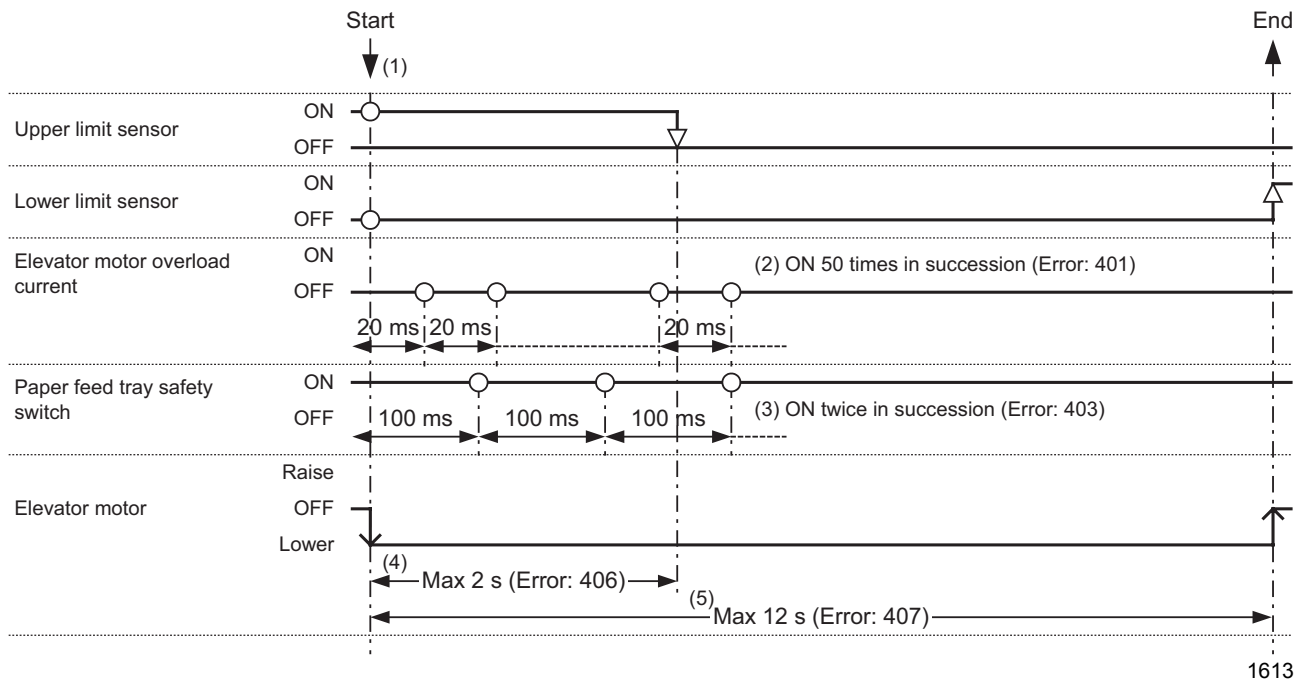 Start
End
(1)
Upper limit sensor
ON
OFF
Lower limit sensor
ON
OFF
Elevator motor overload
current
ON
OFF
(2) ON 50 times in succession (Error: 401)
20 ms
20 ms
20 ms
Paper feed tray safety
switch
ON
OFF
(3) ON twice in succession (Error: 403)
100 ms
100 ms
100 ms
Elevator motor
Raise
OFF
Lower
(4)
Max 2 s (Error: 406)
(5)
Max 12 s (Error: 407)
1613